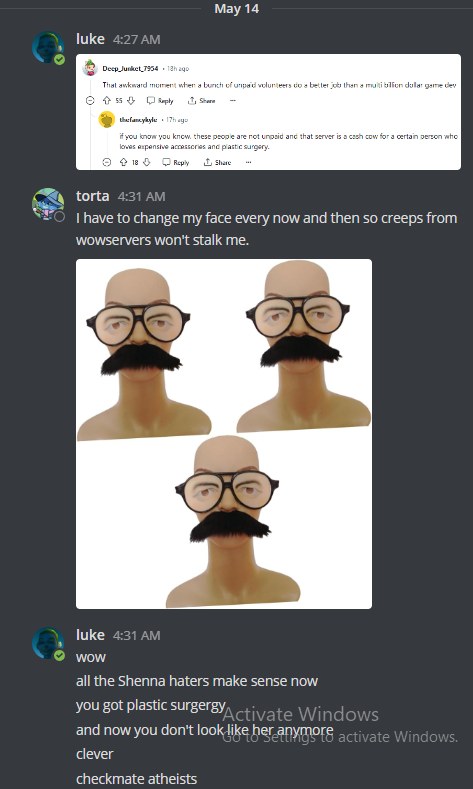 May 14
luke 4:27 AM
Deep_Junket_7954 • 18h ago
That awkward moment when a bunch of unpaid volunteers do a better job than a multi billion dollar game dev
55 Reply Share ...
thefancykyle • 17h ago
if you know you know, these people are not unpaid and that server is a cash cow for a certain person who
loves expensive accessories and plastic surgery.
18 Reply Share ...
torta 4:31 AM
I have to change my face every now and then so creeps from
wowservers won't stalk me.
luke 4:31 AM
wow
all the Shenna haters make sense now
you got plastic surgergy
and now you don't look like her anymore
clever
checkmate atheists
Activate Windows
Go to Settings to activate Windows.